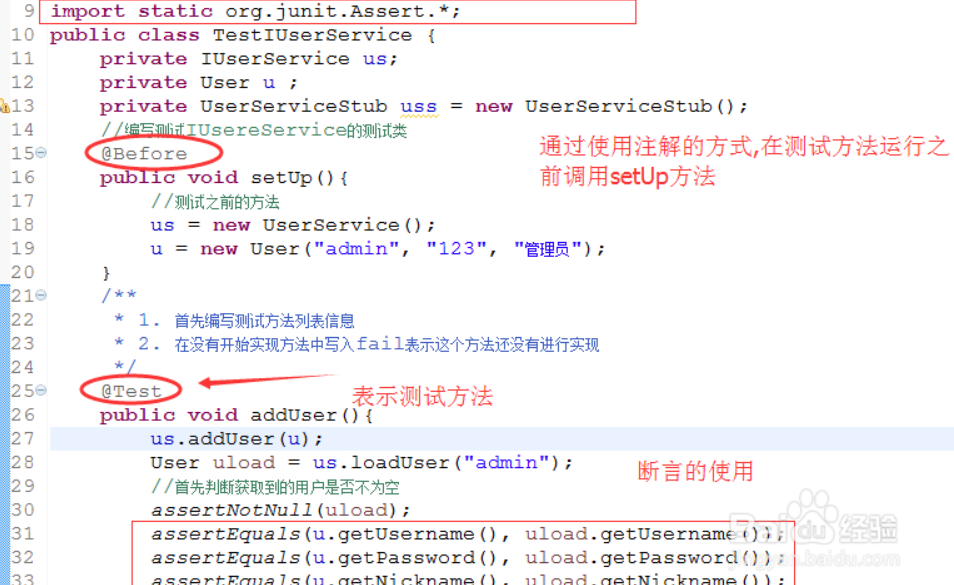 9 import static org.junit.Assert.*;
10 public class TestIUserService {
11 private IUserService us;
12 private User u ;
13 private UserServiceStub uss = new UserServiceStub();
14 //编写测试IUsereService的测试类
15 @Before
通过使用注解的方式,在测试方法运行之
前调用setUp方法
16 public void setUp(){
17 //测试之前的方法
18 us = new UserService();
19 u = new User("admin", "123", "管理员");
20 }
21 /**
22 * 1. 首先编写测试方法列表信息
23 * 2. 在没有开始实现方法中写入fail表示这个方法还没有进行实现
24 */
25 @Test
表示测试方法
26 public void addUser(){
27 us.addUser(u);
28 User uload = us.loadUser("admin");
断言的使用
29 //首先判断获取到的用户是否不为空
30 assertNotNull(uload);
31 assertEquals(u.getUsername(), uload.getUsername());
32 assertEquals(u.getPassword(), uload.getPassword());
33 assertEquals(u.getNickname(), uload.getNickname());
Baidu 经验
jingyan.baidu.com